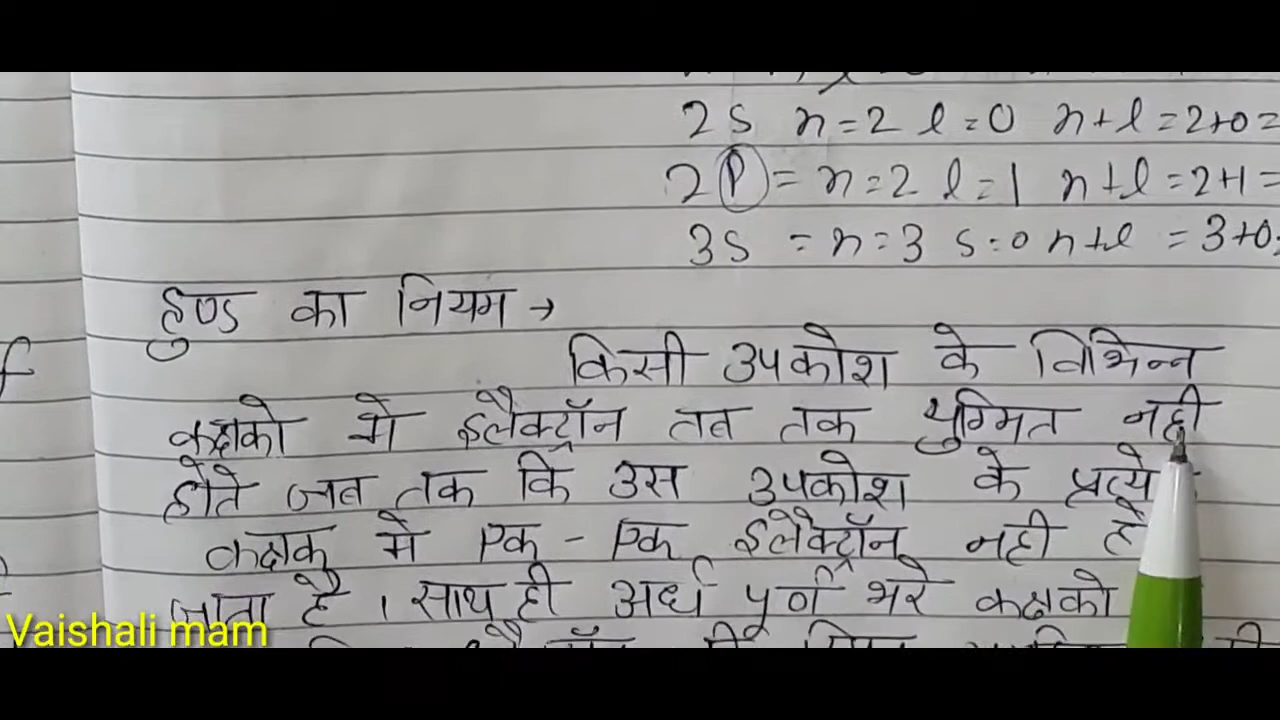 2S n=2 l=0 n+l=2+0=
2P = n=2 l=1 n+l=2+1=
3S = n=3 s=0 n+l = 3+0
हुण्ड का नियम →
किसी उपकोश के विभिन्न
कक्षको मे इलैक्ट्रॉन तब तक युग्मित नही
होते जब तक कि उस उपकोश के
कक्षक मे एक - एक इलेक्ट्रॉन नही
जाता है । साथ ही अर्ध पूर्ण भरे कक्षको
Vaishali mam